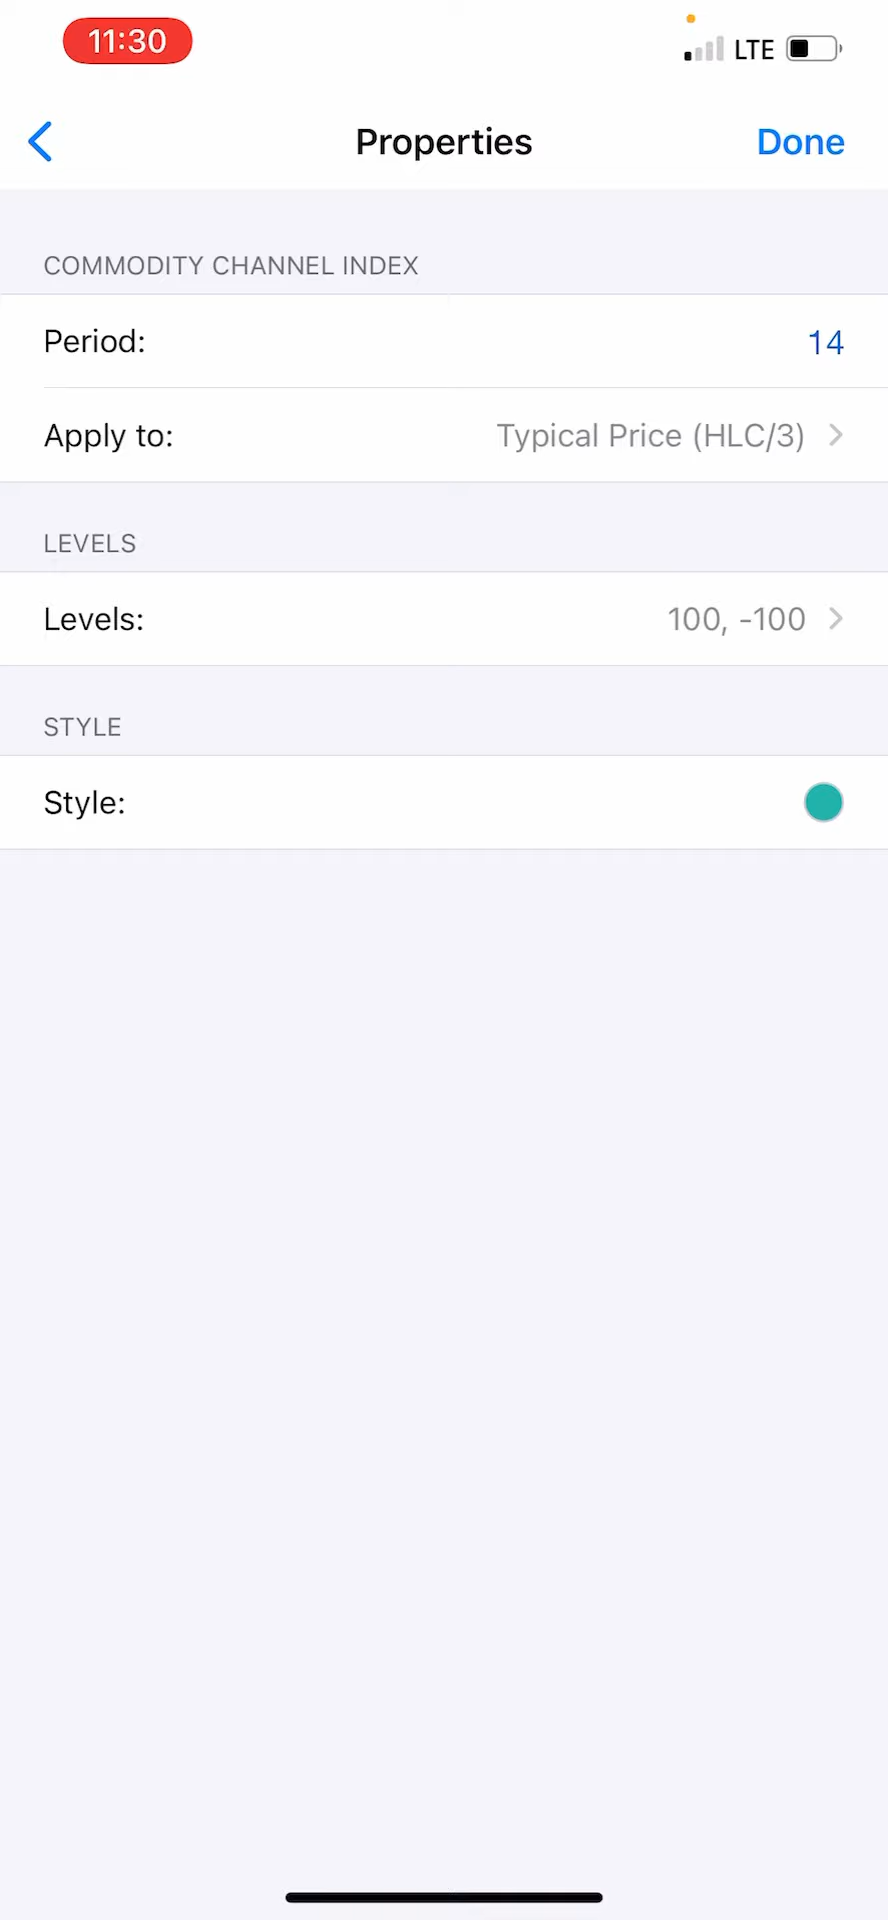 11:30
LTE
Properties
Done
COMMODITY CHANNEL INDEX
Period:
14
Apply to:
Typical Price (HLC/3)
LEVELS
Levels:
100, -100
STYLE
Style: